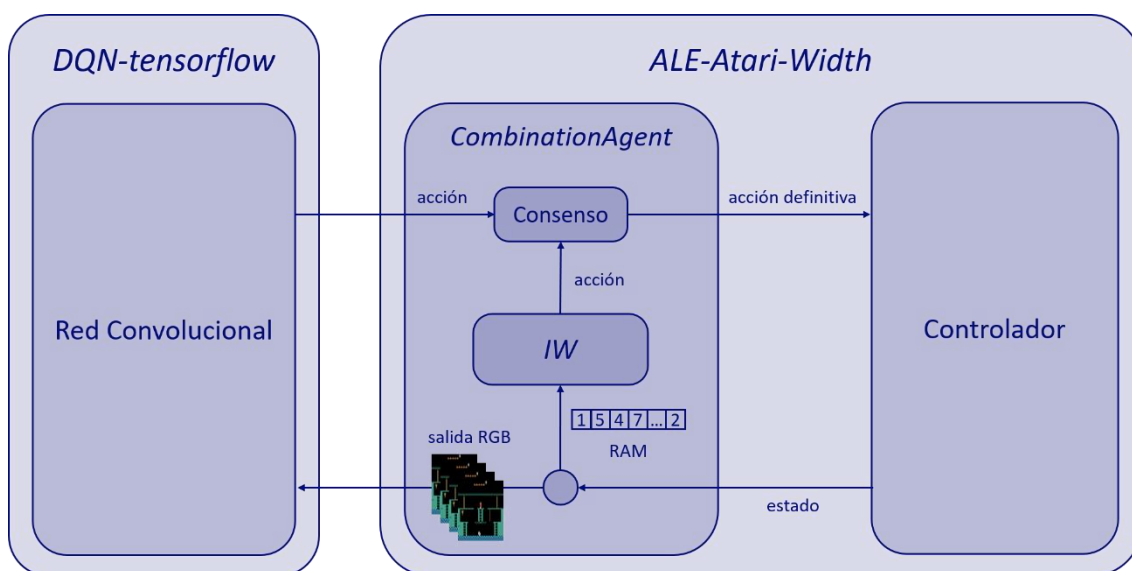 DQN-tensorflow
ALE-Atari-Width
CombinationAgent
acción
Consenso
acción definitiva
acción
Red Convolucional
IW
Controlador
1 5 4 7 ... 2
salida RGB
RAM
estado